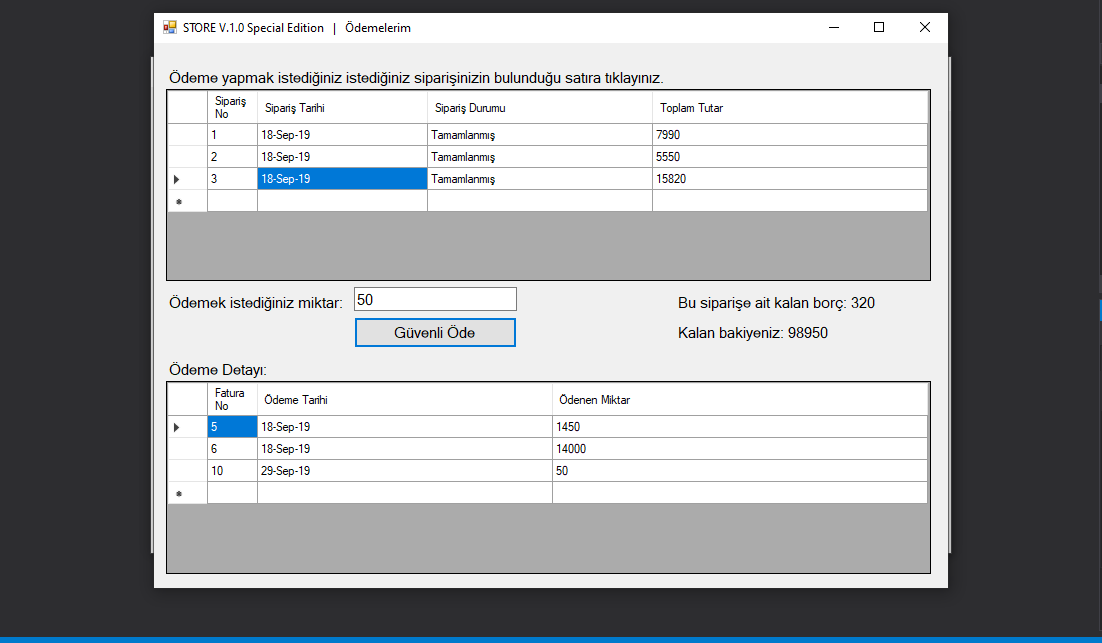 STORE V.1.0 Special Edition | Ödemelerim
Ödeme yapmak istediğiniz istediğiniz siparişinizin bulunduğu satıra tıklayınız.
Sipariş No Sipariş Tarihi Sipariş Durumu Toplam Tutar
1 18-Sep-19 Tamamlanmış 7990
2 18-Sep-19 Tamamlanmış 5550
3 18-Sep-19 Tamamlanmış 15820
Ödemek istediğiniz miktar: 50 Bu siparişe ait kalan borç: 320
Güvenli Öde Kalan bakiyeniz: 98950
Ödeme Detayı:
Fatura No Ödeme Tarihi Ödenen Miktar
5 18-Sep-19 1450
6 18-Sep-19 14000
10 29-Sep-19 50